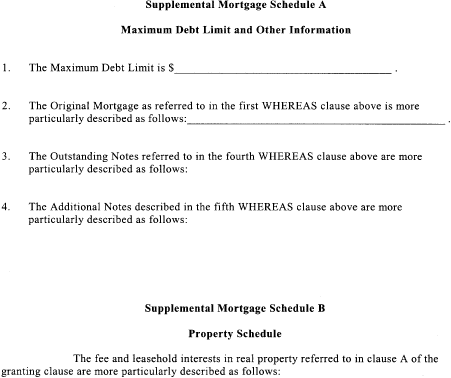 Supplemental Mortgage Schedule A
Maximum Debt Limit and Other Information
1. The Maximum Debt Limit is $____________________________________ .
2. The Original Mortgage as referred to in the first WHEREAS clause above is more
particularly described as follows:___________________________________________ .
3. The Outstanding Notes referred to in the fourth WHEREAS clause above are more
particularly described as follows:
4. The Additional Notes described in the fifth WHEREAS clause above are more
particularly described as follows:
Supplemental Mortgage Schedule B
Property Schedule
The fee and leasehold interests in real property referred to in clause A of the
granting clause are more particularly described as follows: